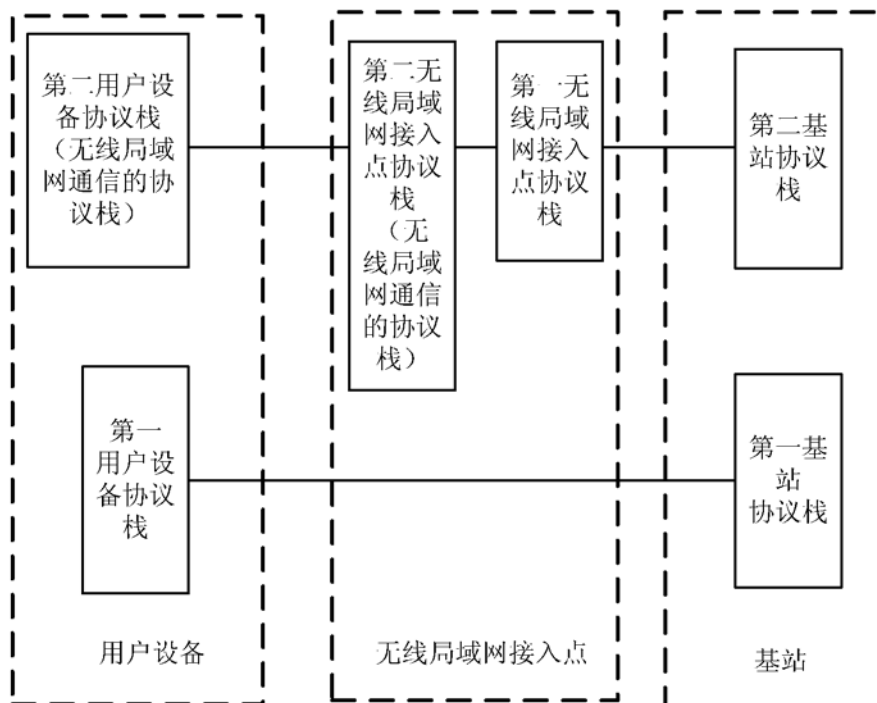 第二用户设
备协议栈
（无线局域
网通信的协
议栈）
第二无
线局域
网接入
点协议
栈
（无
线局域
网通信
的协议
栈）
第一无
线局域
网接入
点协议
栈
第二基
站协议
栈
第一
用户设
备协议
栈
第一基
站
协议栈
用户设备
无线局域网接入点
基站